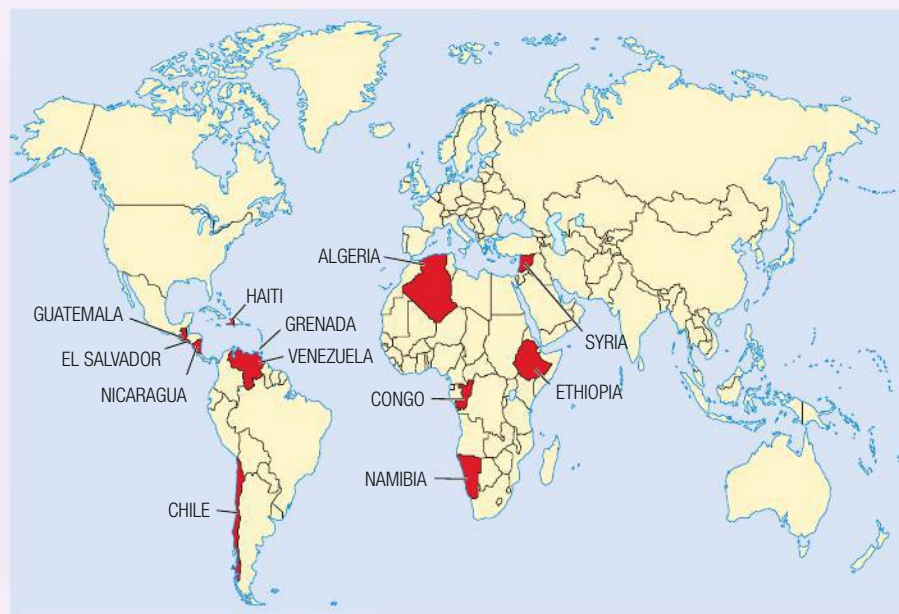 ALGERIA
HAITI
GUATEMALA
GRENADA
SYRIA
EL SALVADOR
VENEZUELA
NICARAGUA
CONGO
ETHIOPIA
NAMIBIA
CHILE